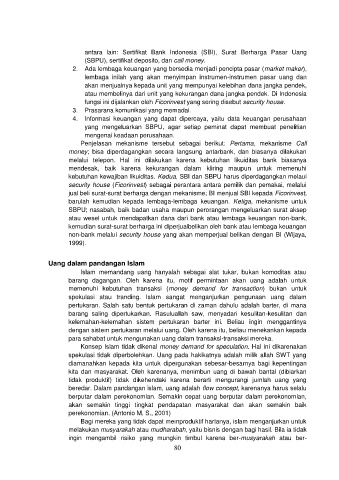 antara lain: Sertifikat Bank Indonesia (SBI), Surat Berharga Pasar Uang
(SBPU), sertifikat deposito, dan call money.
2. Ada lembaga keuangan yang bersedia menjadi pencipta pasar (market maker),
lembaga inilah yang akan menyimpan instrumen-instrumen pasar uang dan
akan menjualnya kepada unit yang mempunyai kelebihan dana jangka pendek,
atau membelinya dari unit yang kekurangan dana jangka pendek. Di Indonesia
fungsi ini dijalankan oleh Ficorinvest yang sering disebut security house.
3. Prasarana komunikasi yang memadai.
4. Informasi keuangan yang dapat dipercaya, yaitu data keuangan perusahaan
yang mengeluarkan SBPU, agar setiap peminat dapat membuat penelitian
mengenai keadaan perusahaan.
Penjelasan mekanisme tersebut sebagai berikut: Pertama, mekanisme Call
money; bisa diperdagangkan secara langsung antarbank, dan biasanya dilakukan
melalui telepon. Hal ini dilakukan karena kebutuhan likuiditas bank biasanya
mendesak, baik karena kekurangan dalam kliring maupun untuk memenuhi
kebutuhan kewajiban likuiditas. Kedua, SBI dan SBPU harus diperdagangkan melaui
security house (Ficorinvest) sebagai perantara antara pemilik dan pemakai, melalui
jual beli surat-surat berharga dengan mekanisme; BI menjual SBI kepada Ficorinvest,
barulah kemudian kepada lembaga-lembaga keuangan. Ketiga, mekanisme untuk
SBPU; nasabah, baik badan usaha maupun perorangan mengeluarkan surat aksep
atau wesel untuk mendapatkan dana dari bank atau lembaga keuangan non-bank,
kemudian surat-surat berharga ini diperjualbelikan oleh bank atau lembaga keuangan
non-bank melalui security house yang akan memperjual belikan dengan BI (Wijaya,
1999).
Uang dalam pandangan Islam
Islam memandang uang hanyalah sebagai alat tukar, bukan komoditas atau
barang dagangan. Oleh karena itu, motif permintaan akan uang adalah untuk
memenuhi kebutuhan transaksi (money demand for transaction) bukan untuk
spekulasi atau tranding. Islam sangat menganjurkan pengunaan uang dalam
pertukaran. Salah satu bentuk pertukaran di zaman dahulu adalah barter, di mana
barang saling dipertukarkan. Rasuluallah saw, menyadari kesulitan-kesulitan dan
kelemahan-kelemahan sistem pertukaran barter ini. Beliau ingin menggantinya
dengan sistem pertukaran melalui uang. Oleh karena itu, beliau menekankan kepada
para sahabat untuk mengunakan uang dalam transaksi-transaksi mereka.
Konsep Islam tidak dikenal money demand for speculation. Hal ini dikarenakan
spekulasi tidak diperbolehkan. Uang pada hakikatnya adalah milik allah SWT yang
diamanahkan kepada kita untuk dipergunakan sebesar-besarnya bagi kepentingan
kita dan masyarakat. Oleh karenanya, menimbun uang di bawah bantal (dibiarkan
tidak produktif) tidak dikehendaki karena berarti mengurangi jumlah uang yang
beredar. Dalam pandangan islam, uang adalah flow concept, karenanya harus selalu
berputar dalam perekonomian. Semakin cepat uang berputar dalam perekonomian,
akan semakin tinggi tingkat pendapatan masyarakat dan akan semakin baik
perekonomian. (Antonio M. S., 2001)
Bagi mereka yang tidak dapat memproduktif hartanya, islam menganjurkan untuk
melakukan musyarakah atau mudharabah, yaitu bisnis dengan bagi hasil. Bila ia tidak
ingin mengambil risiko yang mungkin timbul karena ber-musyarakah atau ber-
80